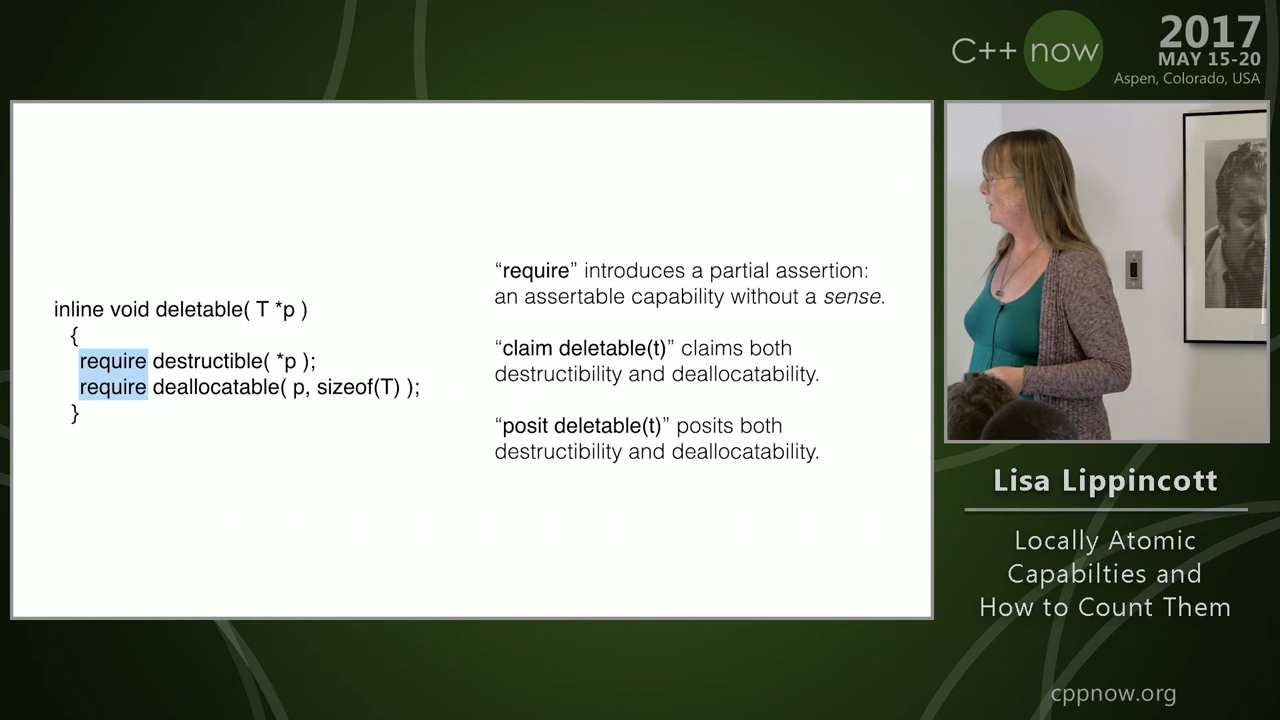 C++ now
2017
MAY 15-20
Aspen, Colorado, USA
inline void deletable( T *p )
{
require destructible( *p );
require deallocatable( p, sizeof(T) );
}
“require” introduces a partial assertion:
an assertable capability without a sense.
“claim deletable(t)” claims both
destructibility and deallocatability.
“posit deletable(t)” posits both
destructibility and deallocatability.
Lisa Lippincott
Locally Atomic
Capabilties and
How to Count Them
cppnow.org